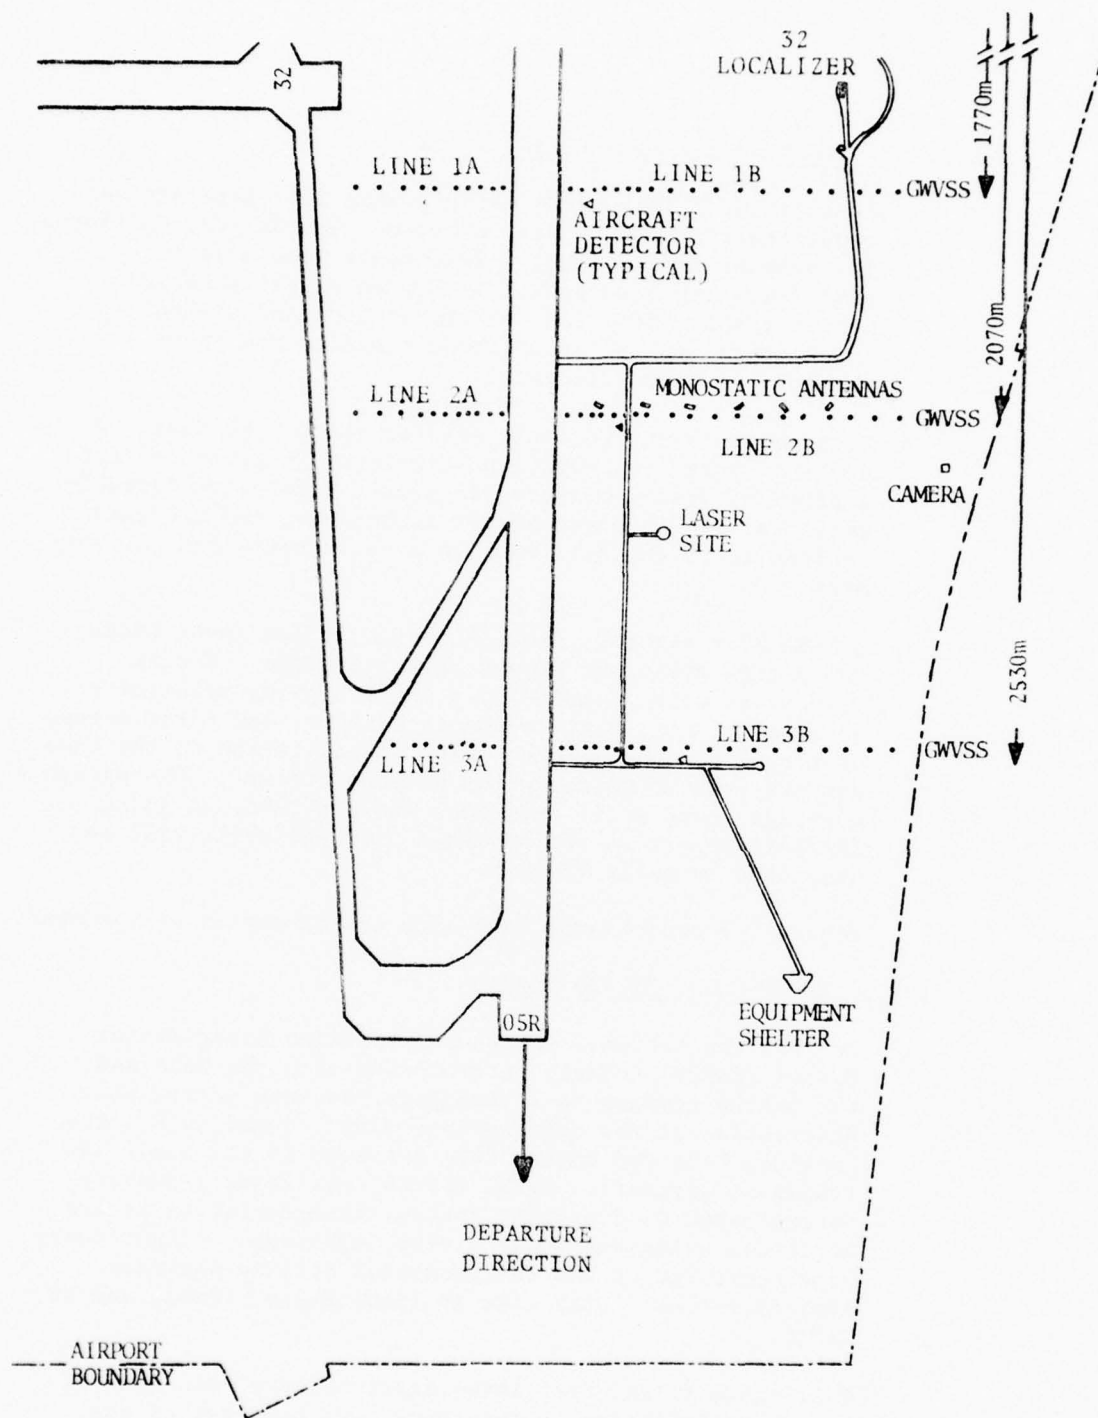 32
LOCALIZER
32
1770m
LINE 1A
LINE 1B
GWVSS
AIRCRAFT
DETECTOR
(TYPICAL)
2070m
LINE 2A
MONOSTATIC ANTENNAS
GWVSS
LINE 2B
CAMERA
LASER
SITE
2530m
LINE 3A
LINE 3B
GWVSS
05R
EQUIPMENT
SHELTER
DEPARTURE
DIRECTION
AIRPORT
BOUNDARY